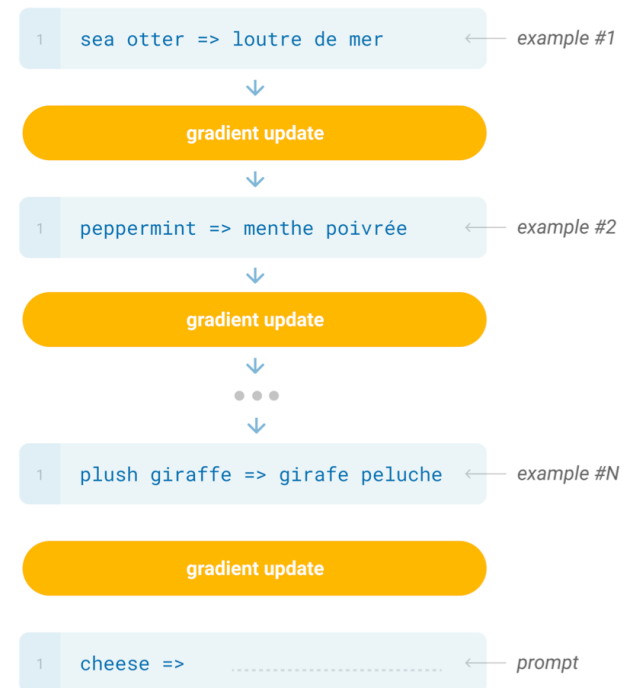 1 sea otter => loutre de mer example #1
gradient update
1 peppermint => menthe poivrée example #2
gradient update
1 plush giraffe => girafe peluche example #N
gradient update
1 cheese => prompt